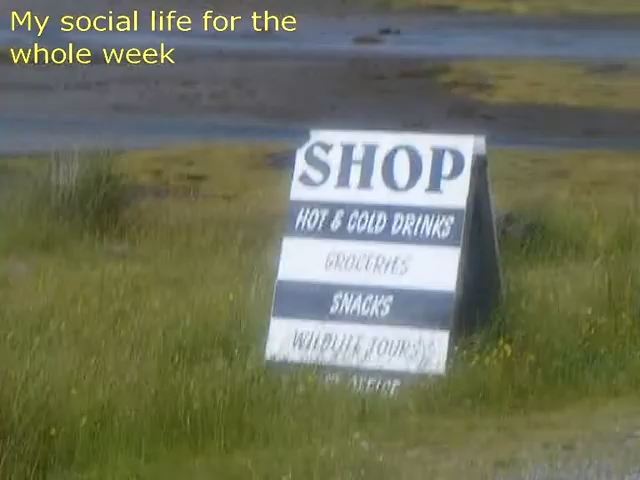 My social life for the
whole week
SHOP
HOT & COLD DRINKS
GROCERIES
SNACKS
WILDLIFE TOURS